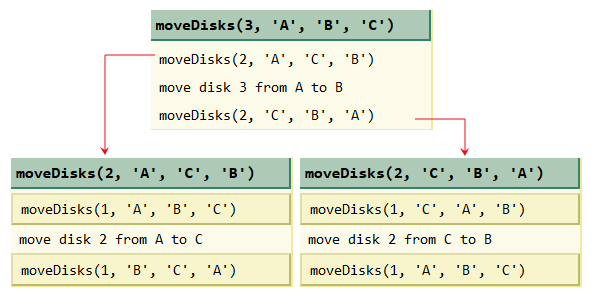 moveDisks(3, 'A', 'B', 'C')
moveDisks(2, 'A', 'C', 'B')
move disk 3 from A to B
moveDisks(2, 'C', 'B', 'A')
moveDisks(2, 'A', 'C', 'B')
moveDisks(1, 'A', 'B', 'C')
move disk 2 from A to C
moveDisks(1, 'B', 'C', 'A')
moveDisks(2, 'C', 'B', 'A')
moveDisks(1, 'C', 'A', 'B')
move disk 2 from C to B
moveDisks(1, 'A', 'B', 'C')